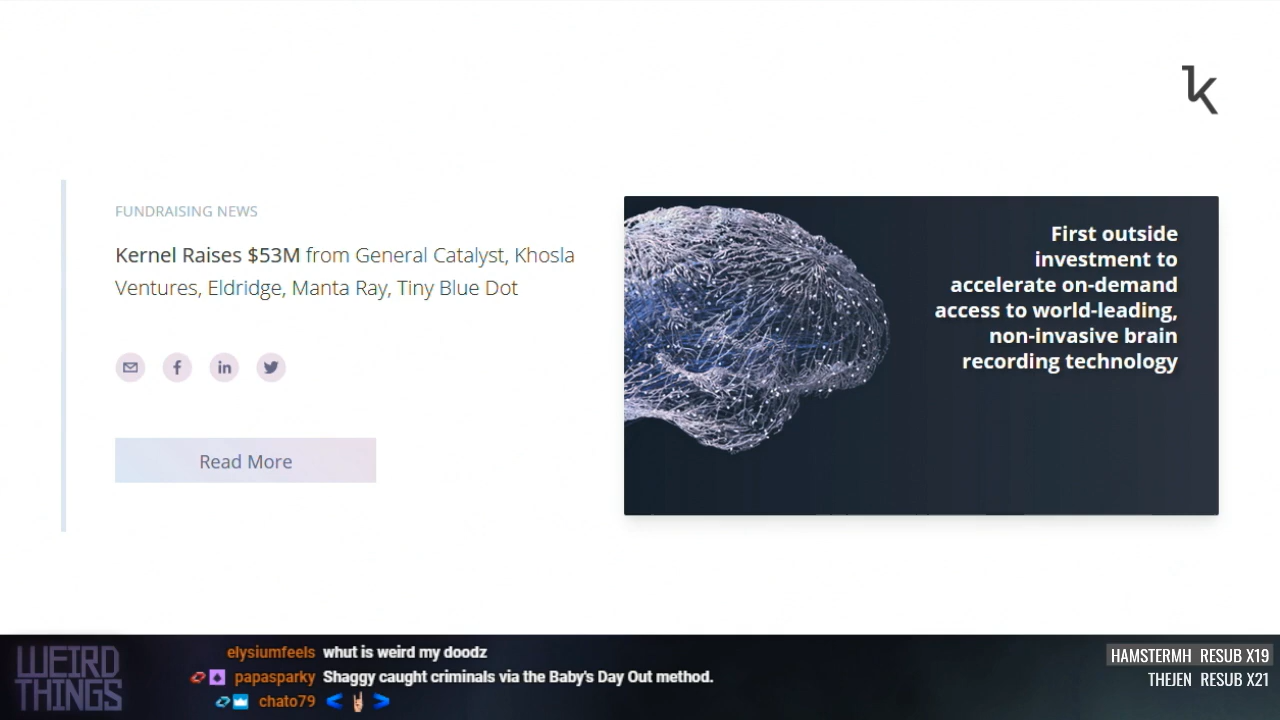 k
FUNDRAISING NEWS
Kernel Raises $53M from General Catalyst, Khosla
Ventures, Eldridge, Manta Ray, Tiny Blue Dot
Read More
First outside
investment to
accelerate on-demand
access to world-leading,
non-invasive brain
recording technology
WEIRD
THINGS
elysiumfeels whut is weird my doodz
papasparky Shaggy caught criminals via the Baby's Day Out method.
chato79 < 🤘🏻 >
HAMSTERMH RESUB X19
THEJEN RESUB X21